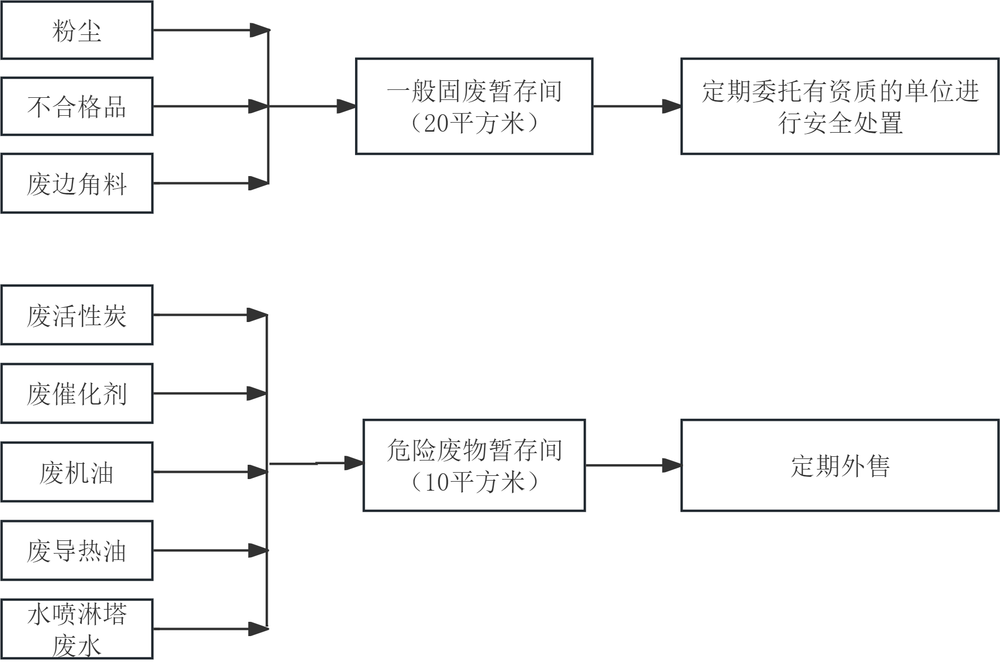 粉尘
不合格品
废边角料
一般固废暂存间
（20平方米）
定期委托有资质的单位进
行安全处置
废活性炭
废催化剂
废机油
废导热油
水喷淋塔
废水
危险废物暂存间
（10平方米）
定期外售